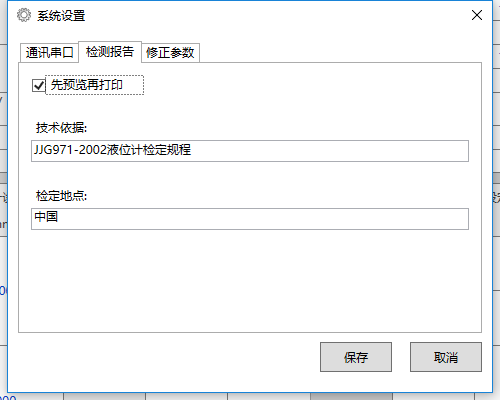 系统设置
通讯串口 检测报告 修正参数
先预览再打印
技术依据:
JJG971-2002液位计检定规程
检定地点:
中国
保存 取消